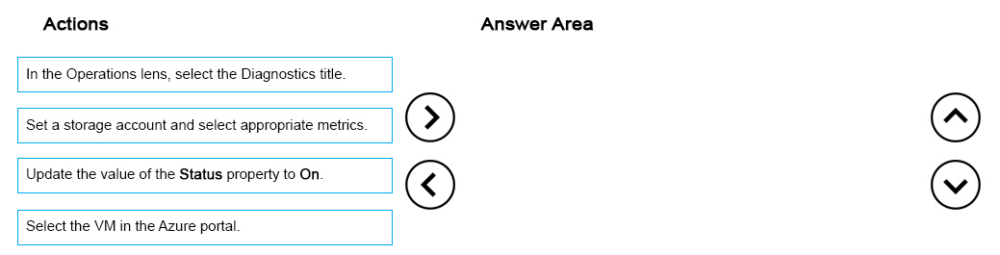 Actions
Answer Area
In the Operations lens, select the Diagnostics title.
Set a storage account and select appropriate metrics.
Update the value of the Status property to On.
Select the VM in the Azure portal.